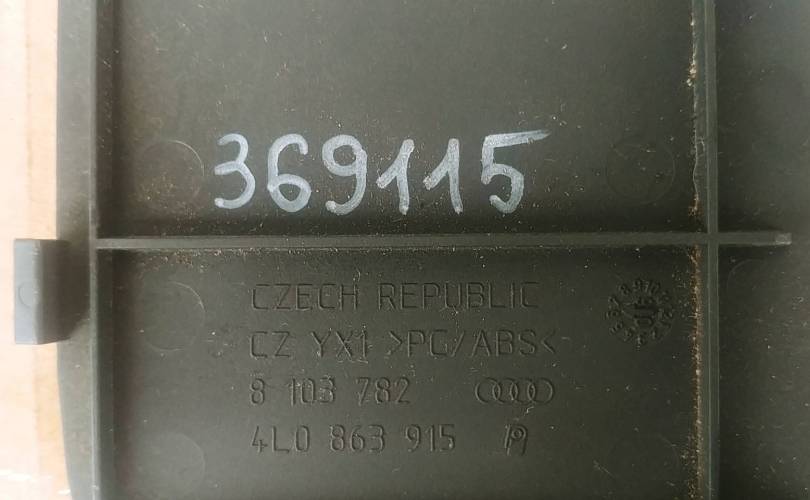 369115
CZECH REPUBLIC
CZ YX1 >PC/ABS<
8 103 782
4L0 863 915